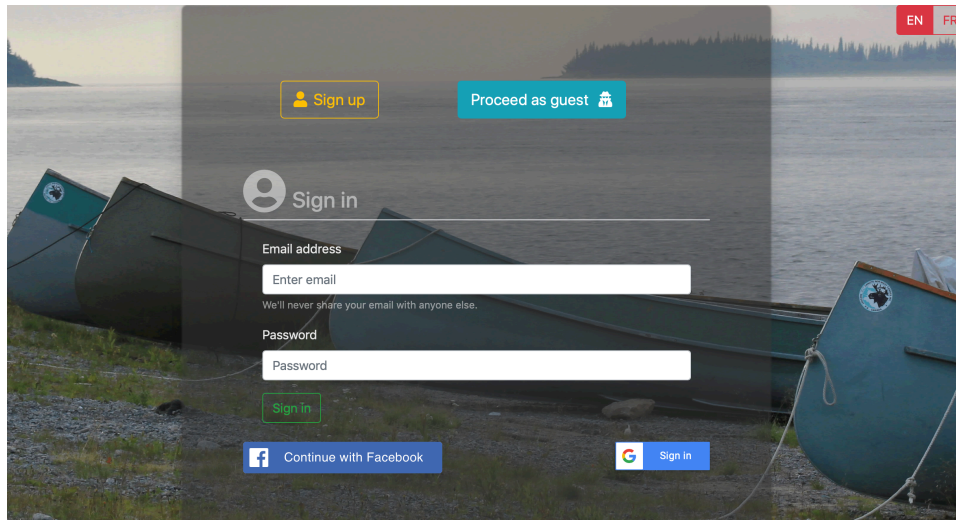 EN FR
Sign up Proceed as guest
Sign in
Email address
Enter email
We'll never share your email with anyone else.
Password
Password
Sign in
Continue with Facebook G Sign in